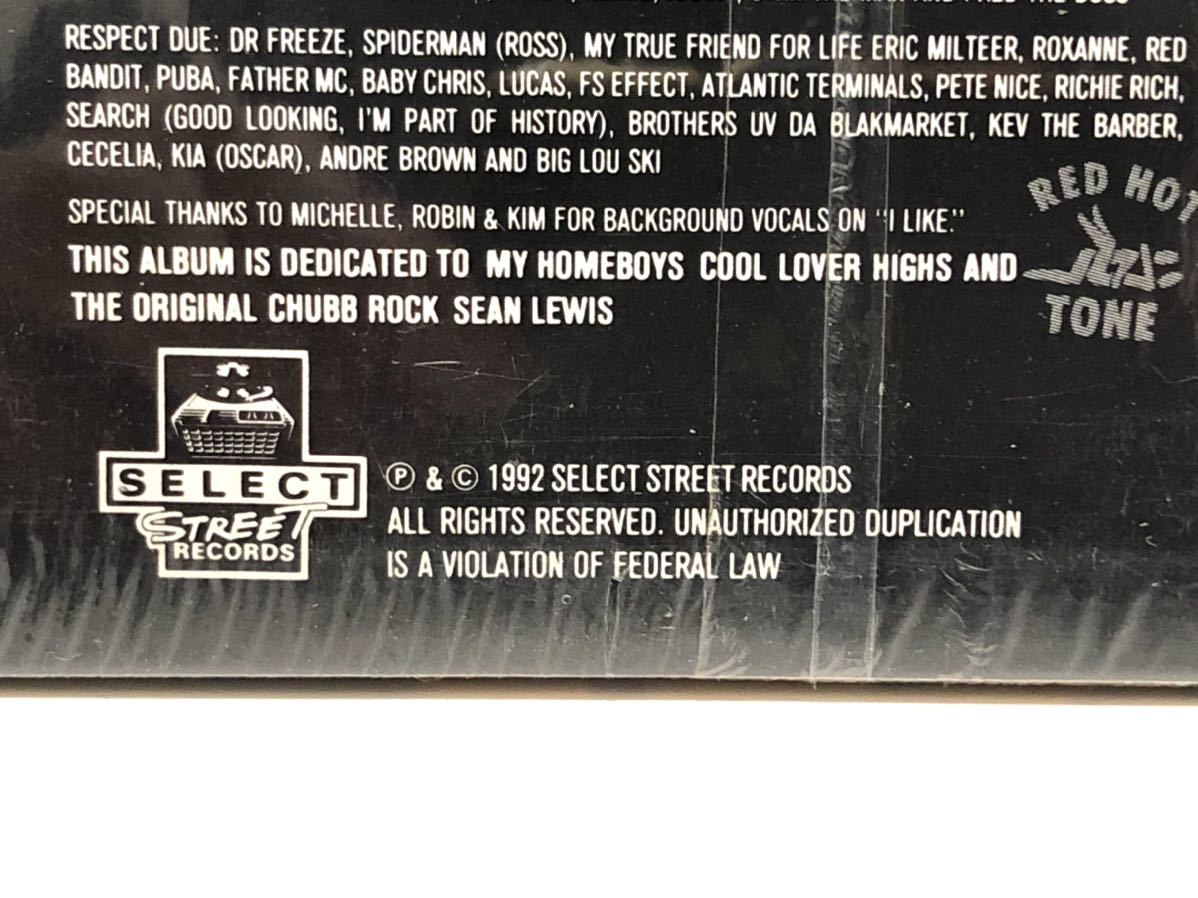 RESPECT DUE: DR FREEZE, SPIDERMAN (ROSS), MY TRUE FRIEND FOR LIFE ERIC MILTEER, ROXANNE, RED
BANDIT, PUBA, FATHER MC, BABY CHRIS, LUCAS, FS EFFECT, ATLANTIC TERMINALS, PETE NICE, RICHIE RICH,
SEARCH (GOOD LOOKING, I'M PART OF HISTORY), BROTHERS UV DA BLAKMARKET, KEV THE BARBER,
CECELIA, KIA (OSCAR), ANDRE BROWN AND BIG LOU SKI
SPECIAL THANKS TO MICHELLE, ROBIN & KIM FOR BACKGROUND VOCALS ON "I LIKE."
THIS ALBUM IS DEDICATED TO MY HOMEBOYS COOL LOVER HIGHS AND
THE ORIGINAL CHUBB ROCK SEAN LEWIS
RED HOT
TONE
SELECT
STREET
RECORDS
℗ & © 1992 SELECT STREET RECORDS
ALL RIGHTS RESERVED. UNAUTHORIZED DUPLICATION
IS A VIOLATION OF FEDERAL LAW